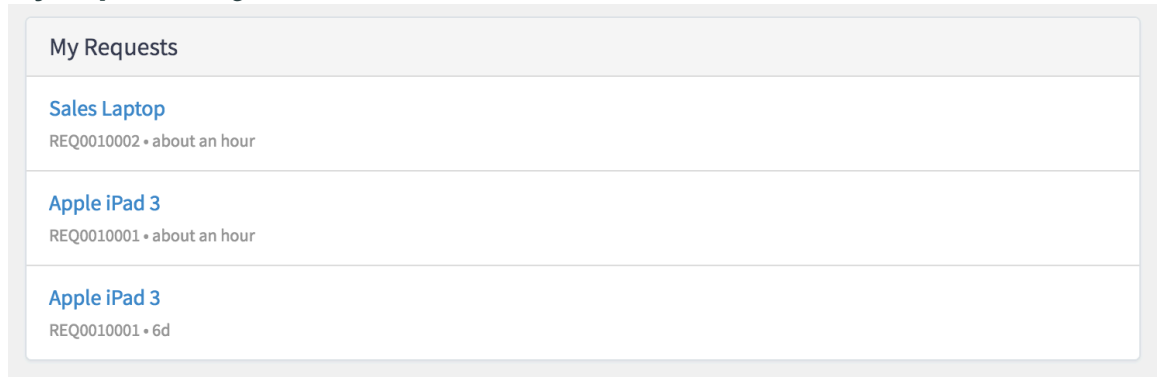 My Requests
Sales Laptop
REQ0010002 • about an hour
Apple iPad 3
REQ0010001 • about an hour
Apple iPad 3
REQ0010001 • 6d